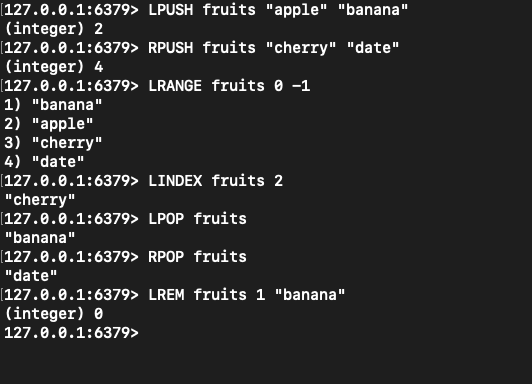 [127.0.0.1:6379> LPUSH fruits "apple" "banana"
(integer) 2
[127.0.0.1:6379> RPUSH fruits "cherry" "date"
(integer) 4
[127.0.0.1:6379> LRANGE fruits 0 -1
1) "banana"
2) "apple"
3) "cherry"
4) "date"
[127.0.0.1:6379> LINDEX fruits 2
"cherry"
[127.0.0.1:6379> LPOP fruits
"banana"
[127.0.0.1:6379> RPOP fruits
"date"
[127.0.0.1:6379> LREM fruits 1 "banana"
(integer) 0
127.0.0.1:6379>